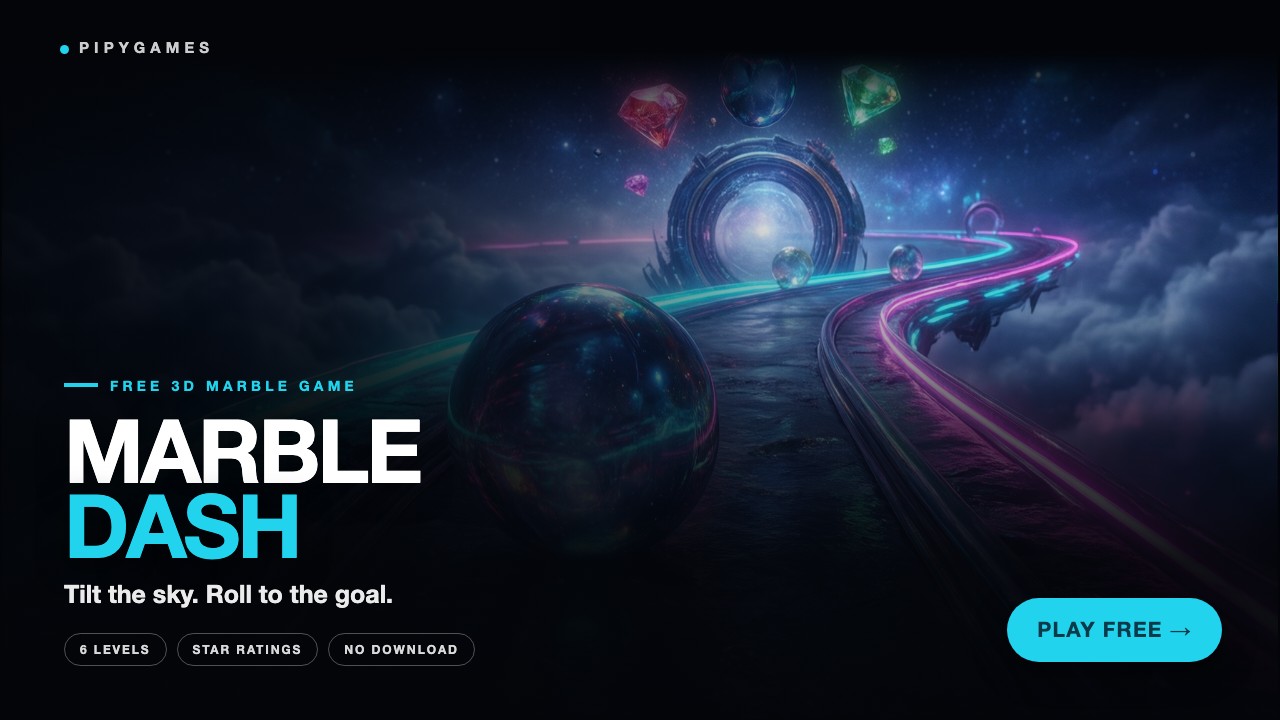 PIPYGAMES
FREE 3D MARBLE GAME
MARBLE
DASH
Tilt the sky. Roll to the goal.
6 LEVELS
STAR RATINGS
NO DOWNLOAD
PLAY FREE →